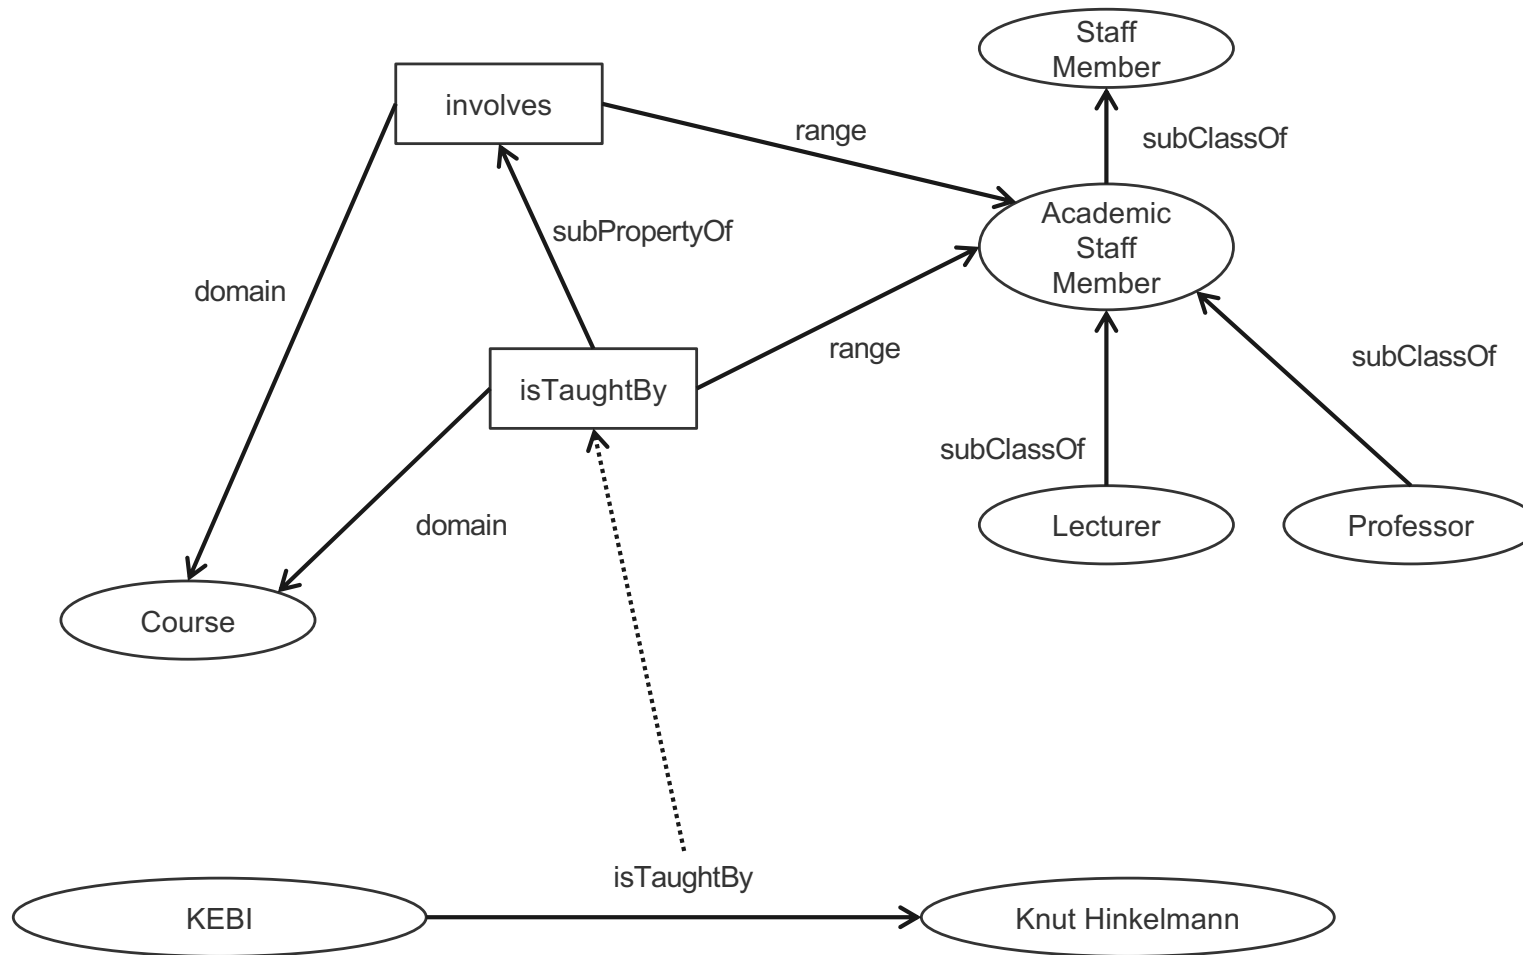 Staff
Member
involves
range
subClassOf
Academic
Staff
Member
subPropertyOf
domain
range
subClassOf
isTaughtBy
subClassOf
domain
Lecturer
Professor
Course
isTaughtBy
KEBI
Knut Hinkelmann